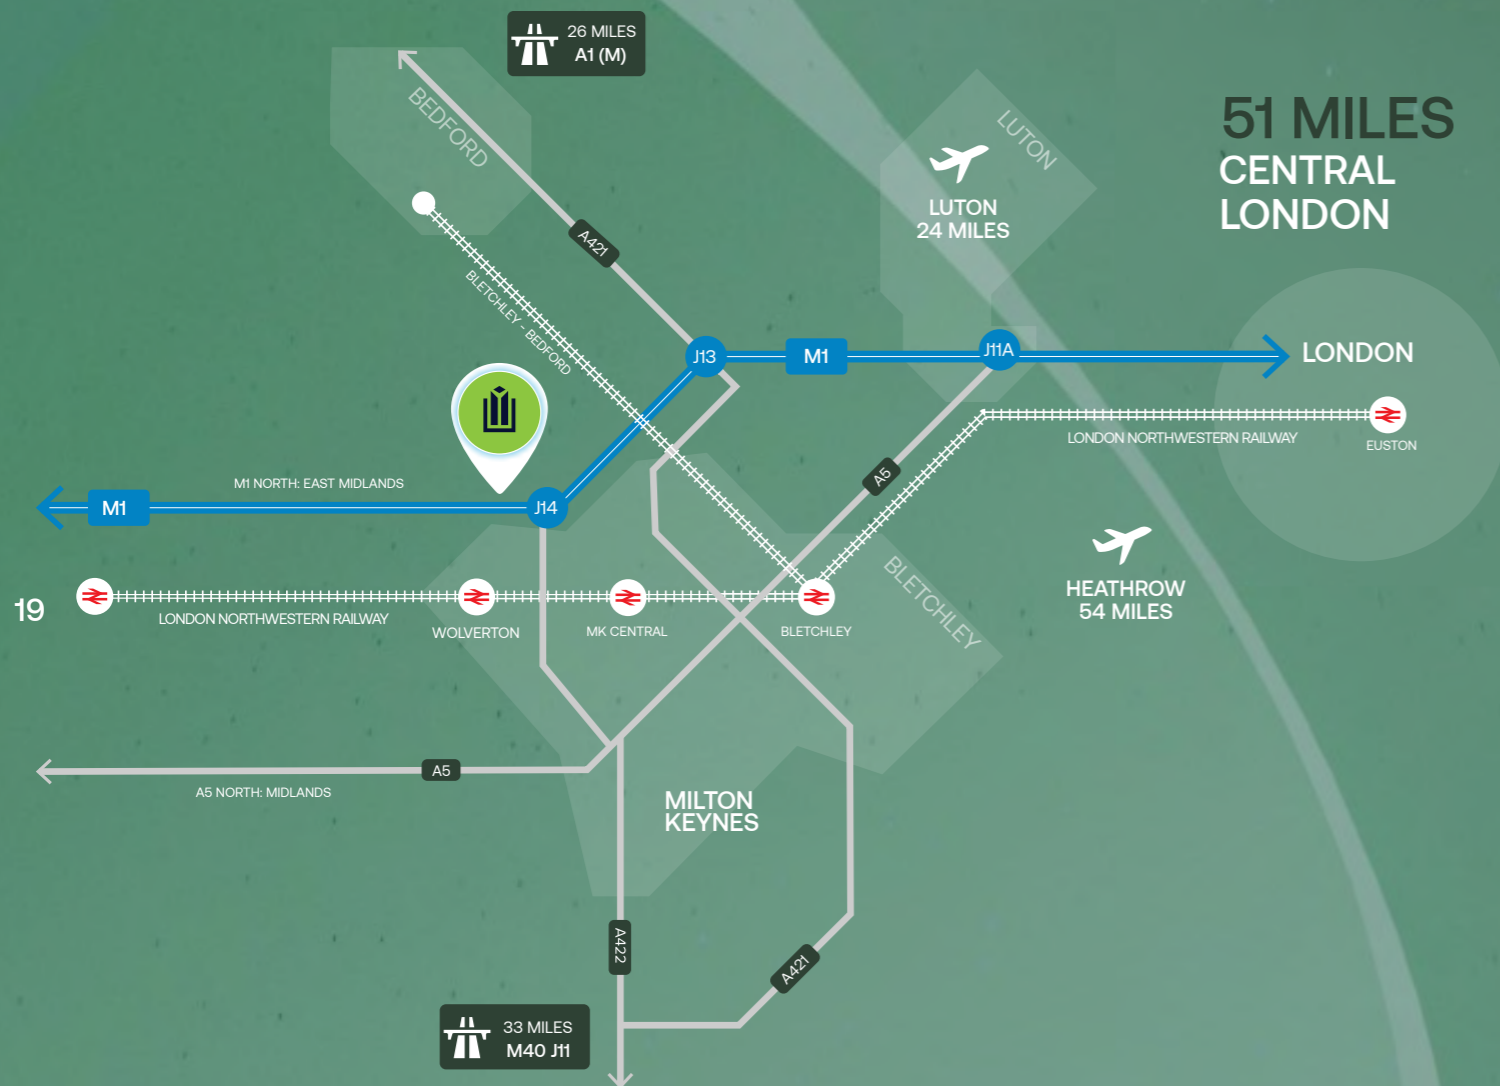 26 MILES
A1 (M)
BEDFORD
LUTON
51 MILES
CENTRAL
LONDON
LUTON
24 MILES
A421
BLETCHLEY - BEDFORD
J13
M1
J11A
LONDON
LONDON NORTHWESTERN RAILWAY
EUSTON
M1 NORTH: EAST MIDLANDS
M1
J14
A5
HEATHROW
54 MILES
BLETCHLEY
19
LONDON NORTHWESTERN RAILWAY
WOLVERTON
MK CENTRAL
BLETCHLEY
A5
A5 NORTH: MIDLANDS
MILTON
KEYNES
A422
A421
33 MILES
M40 J11